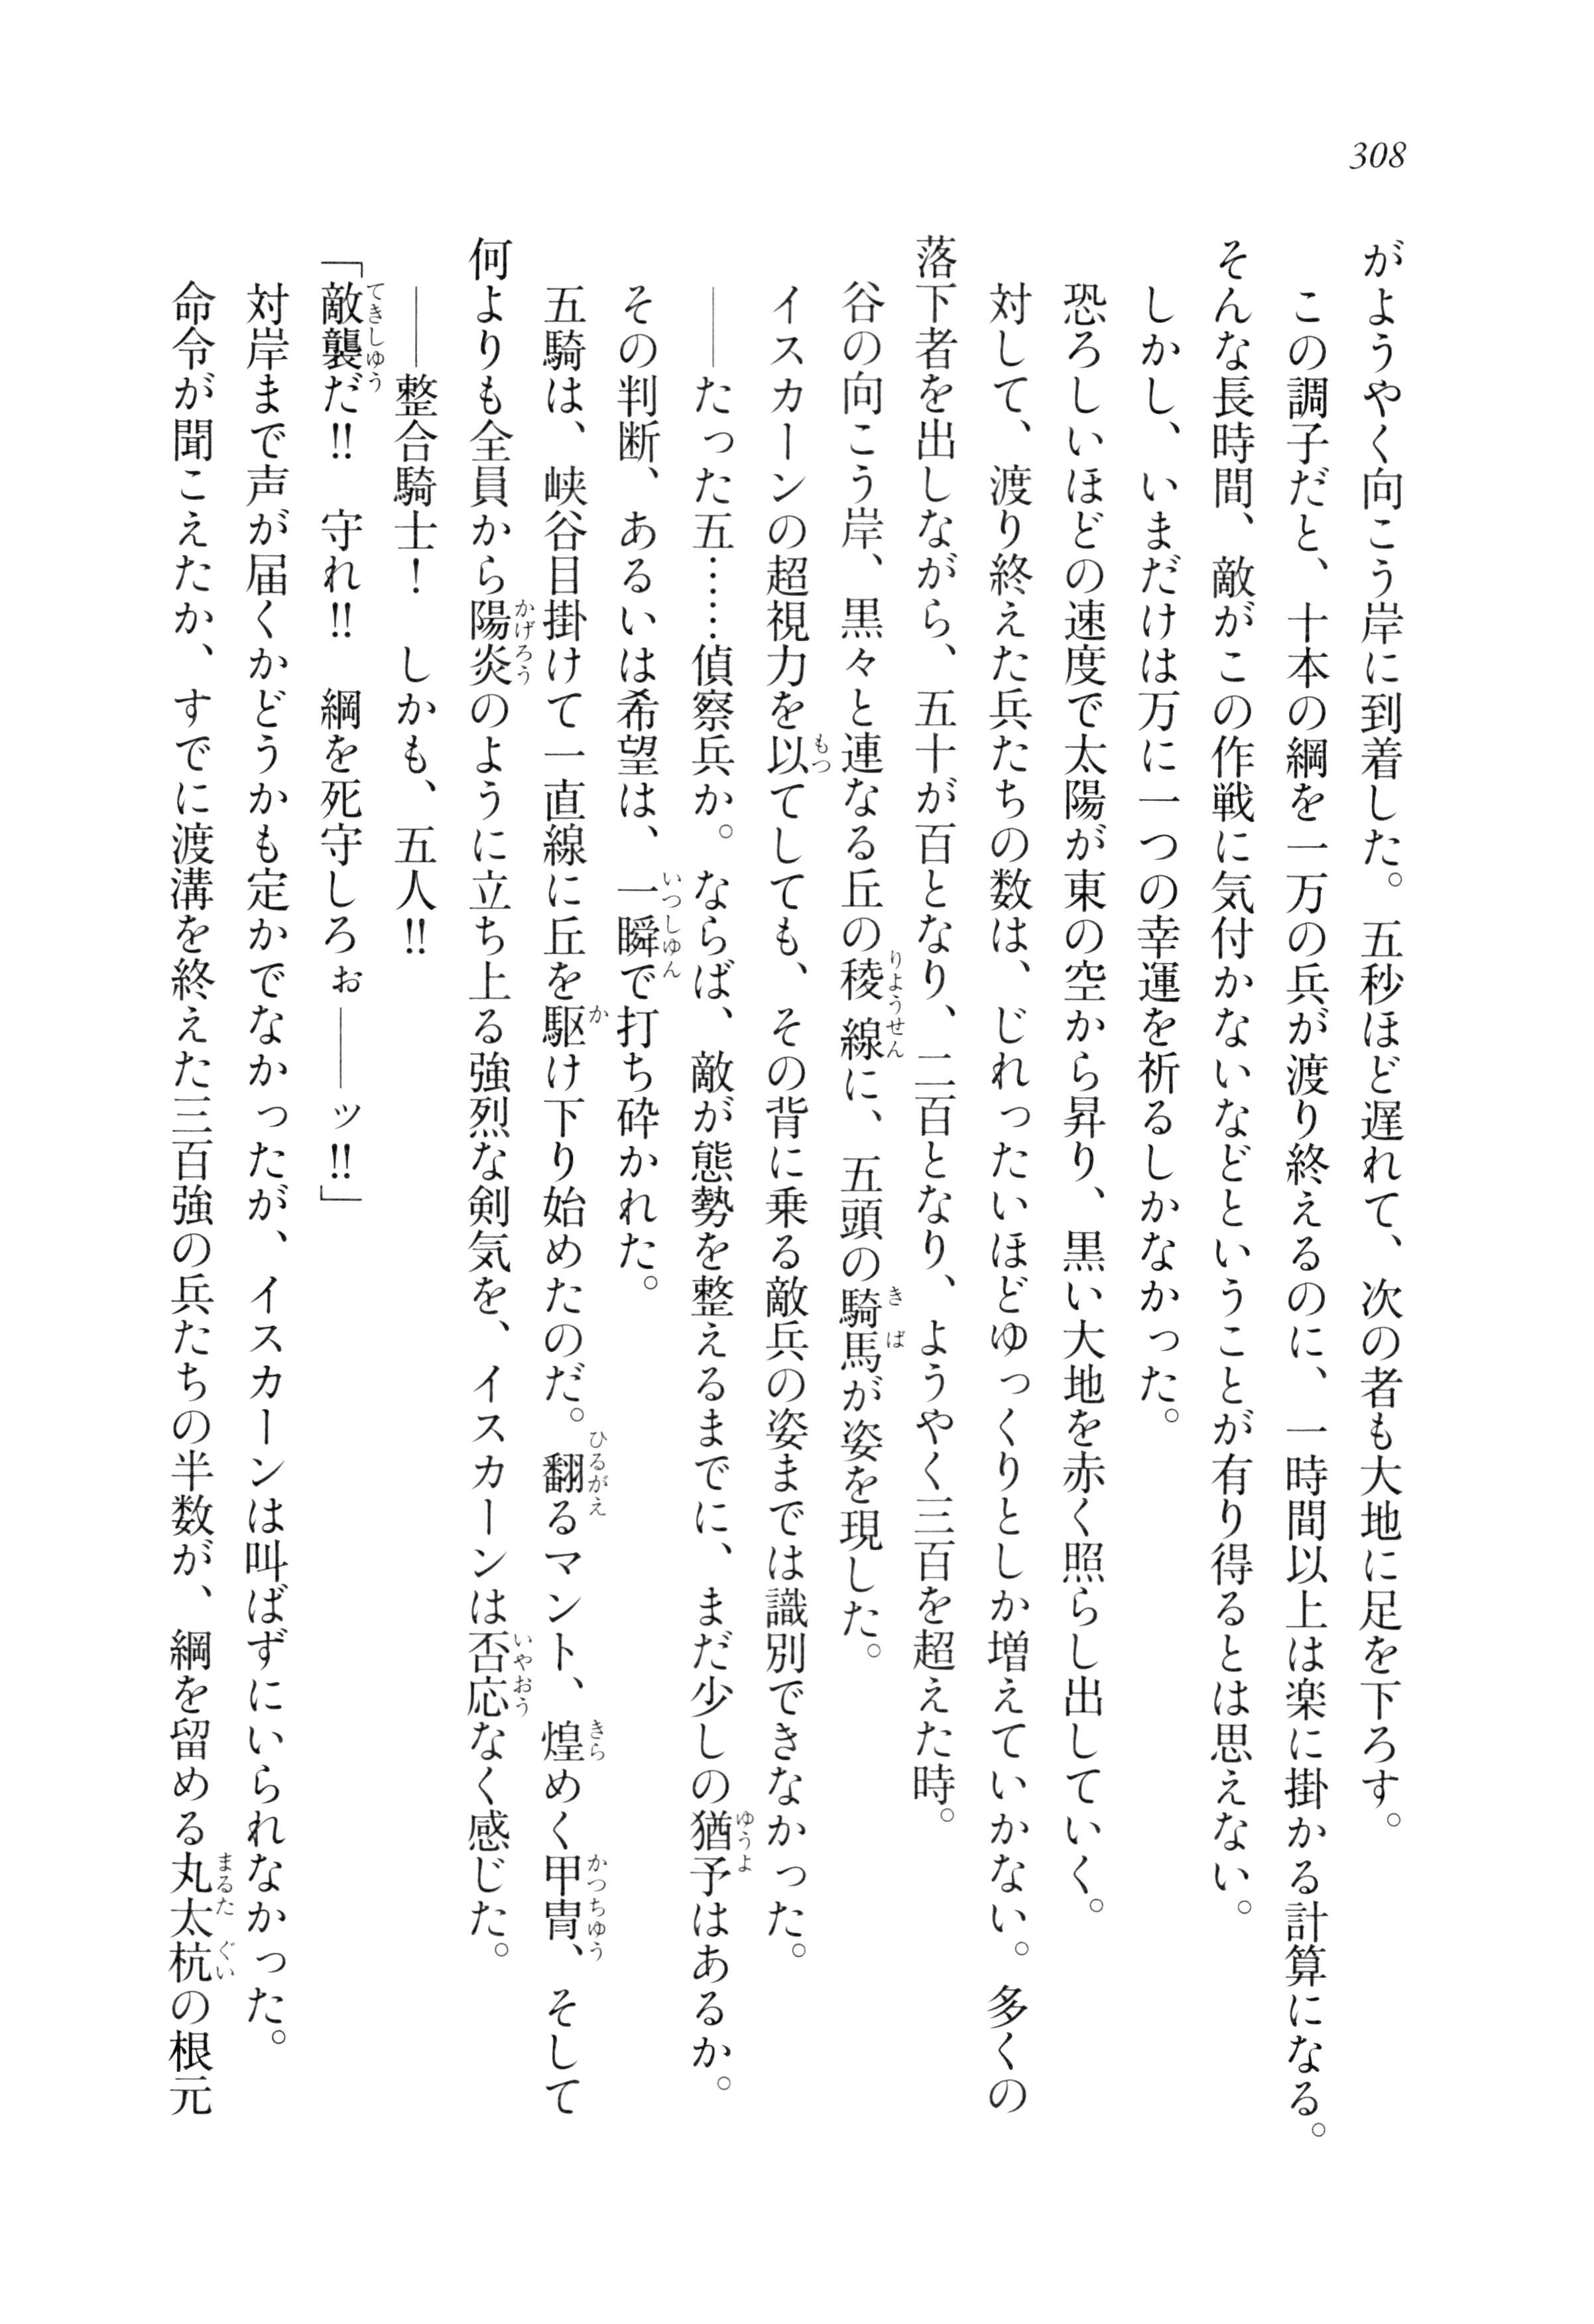 308
がようやく向こう岸に到着した。五秒ほど遅れて、次の者も大地に足を下ろす。
　この調子だと、十本の綱を一万の兵が渡り終えるのに、一時間以上は楽に掛かる計算になる。
そんな長時間、敵がこの作戦に気付かないなどということが有り得るとは思えない。
　しかし、いまだけは万に一つの幸運を祈るしかなかった。
　恐ろしいほどの速度で太陽が東の空から昇り、黒い大地を赤く照らし出していく。
　対して、渡り終えた兵たちの数は、じれったいほどゆっくりとしか増えていかない。多くの
落下者を出しながら、五十が百となり、二百となり、ようやく三百を超えた時。
　谷の向こう岸、黒々と連なる丘の稜線に、五頭の騎馬が姿を現した。
　イスカーンの超視力を以てしても、その背に乗る敵兵の姿までは識別できなかった。
　――たった五……偵察兵か。ならば、敵が態勢を整えるまでに、まだ少しの猶予はあるか。
　その判断、あるいは希望は、一瞬で打ち砕かれた。
　五騎は、峡谷目掛けて一直線に丘を駆け下り始めたのだ。翻るマント、煌めく甲冑、そして
何よりも全員から陽炎のように立ち上る強烈な剣気を、イスカーンは否応なく感じた。
　――整合騎士！　しかも、五人!!
「敵襲だ!!　守れ!!　綱を死守しろぉ――ッ!!」
　対岸まで声が届くかどうかも定かでなかったが、イスカーンは叫ばずにいられなかった。
　命令が聞こえたか、すでに渡溝を終えた三百強の兵たちの半数が、綱を留める丸太杭の根元